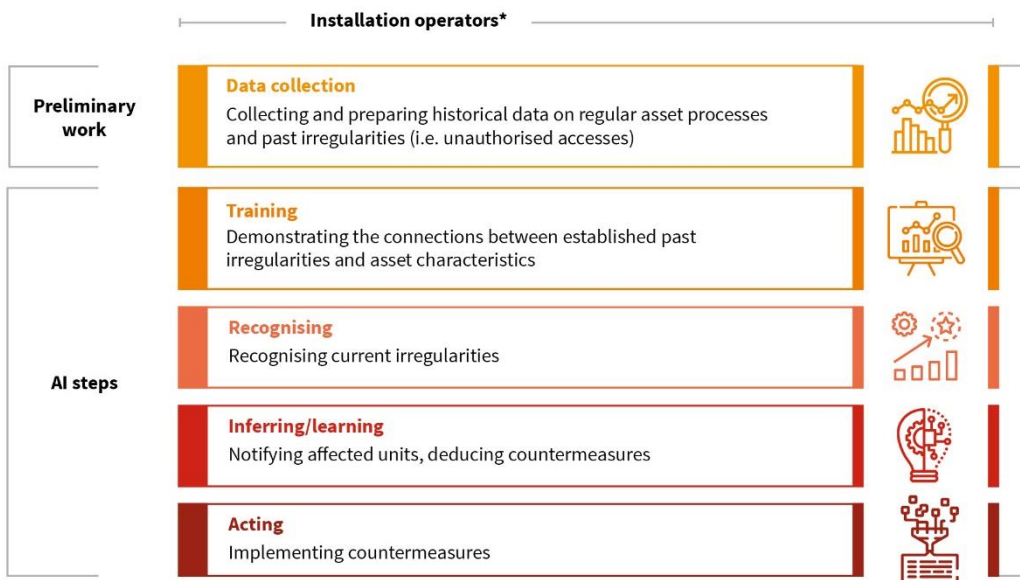 Installation operators*
Preliminary
work
Data collection
Collecting and preparing historical data on regular asset processes
and past irregularities (i.e. unauthorised accesses)
AI steps
Training
Demonstrating the connections between established past
irregularities and asset characteristics
Recognising
Recognising current irregularities
Inferring/learning
Notifying affected units, deducing countermeasures
Acting
Implementing countermeasures